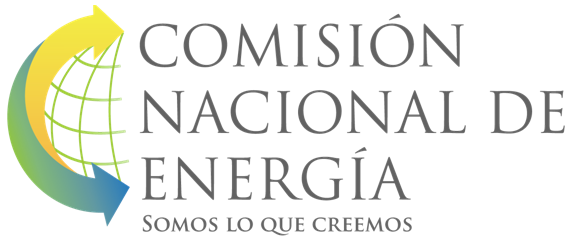 COMISIÓN
NACIONAL DE
ENERGÍA
SOMOS LO QUE CREEMOS